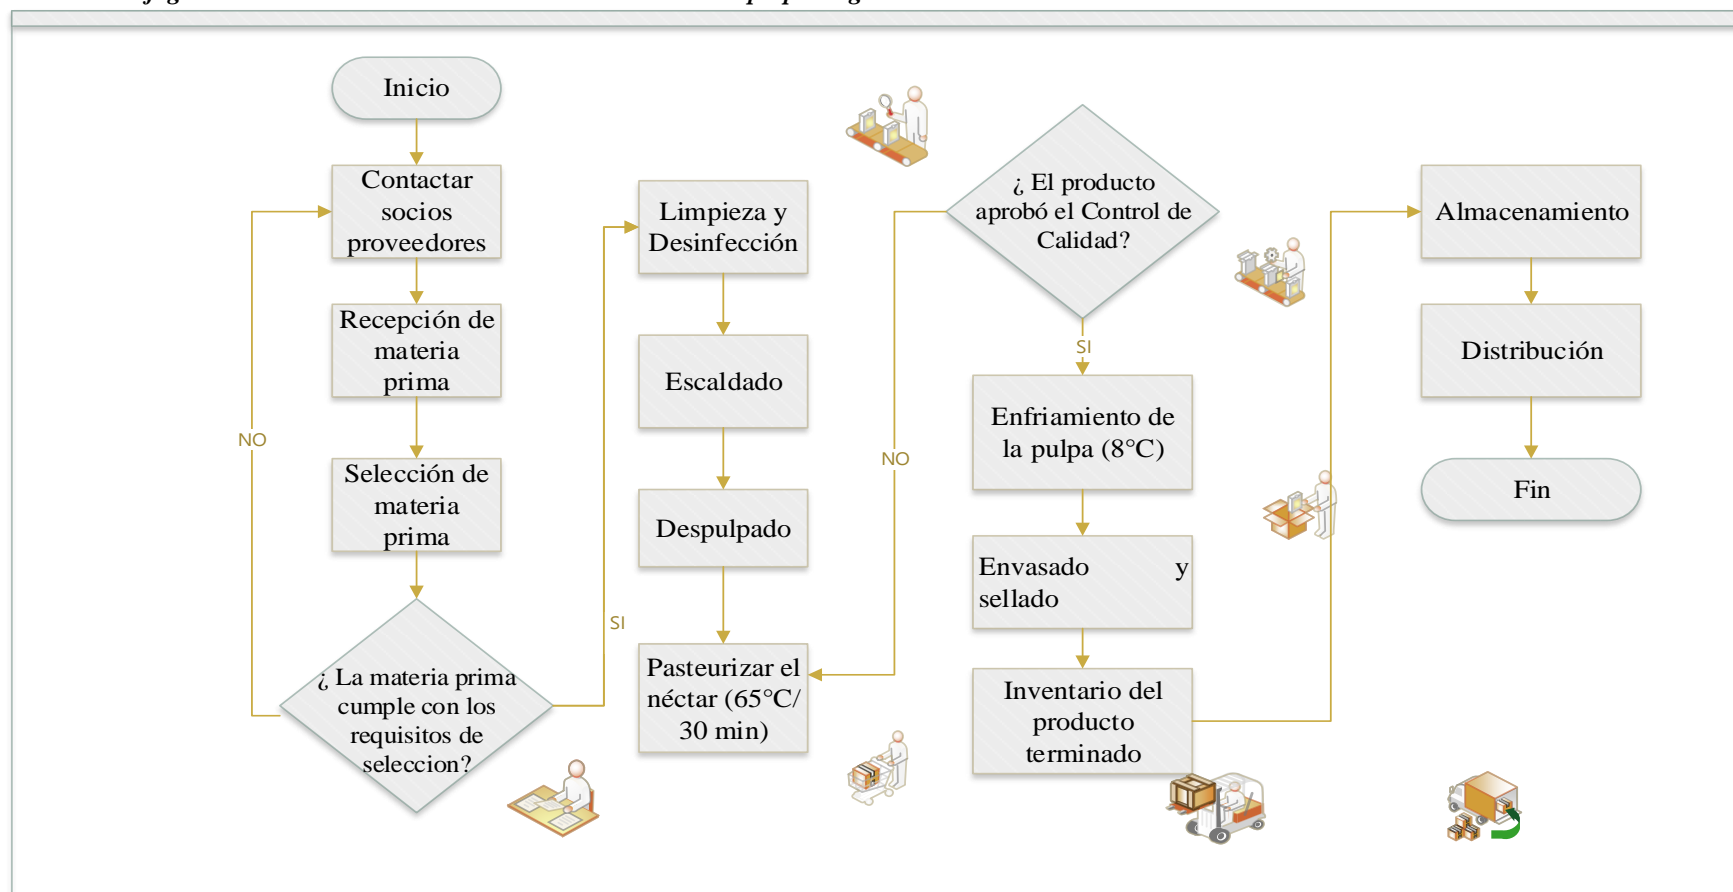 Inicio
Contactar
socios
proveedores
Recepción de
materia
prima
NO
Selección de
materia
prima
¿ La materia prima
cumple con los
requisitos de
seleccion?
SI
Limpieza y
Desinfección
Escaldado
Despulpado
Pasteurizar el
néctar (65°C/
30 min)
NO
¿ El producto
aprobó el Control de
Calidad?
SI
Enfriamiento de
la pulpa (8°C)
Envasado y
sellado
Inventario del
producto
terminado
Almacenamiento
Distribución
Fin